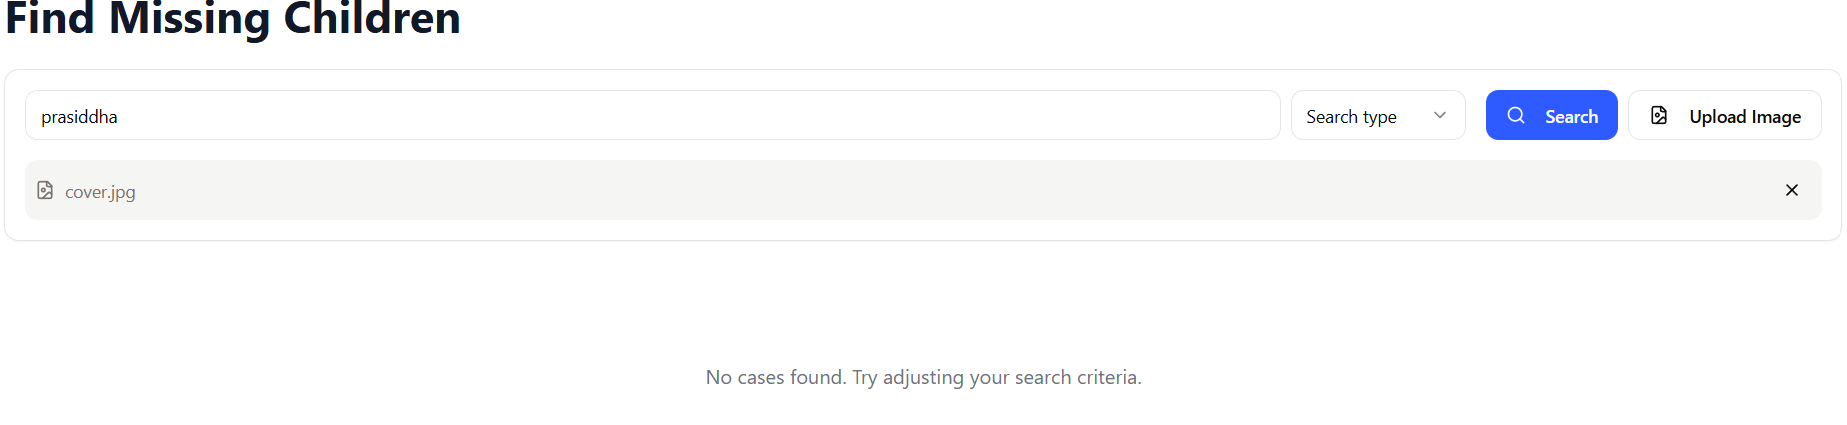 Find Missing Children
prasiddha
Search type
Search
Upload Image
cover.jpg
No cases found. Try adjusting your search criteria.